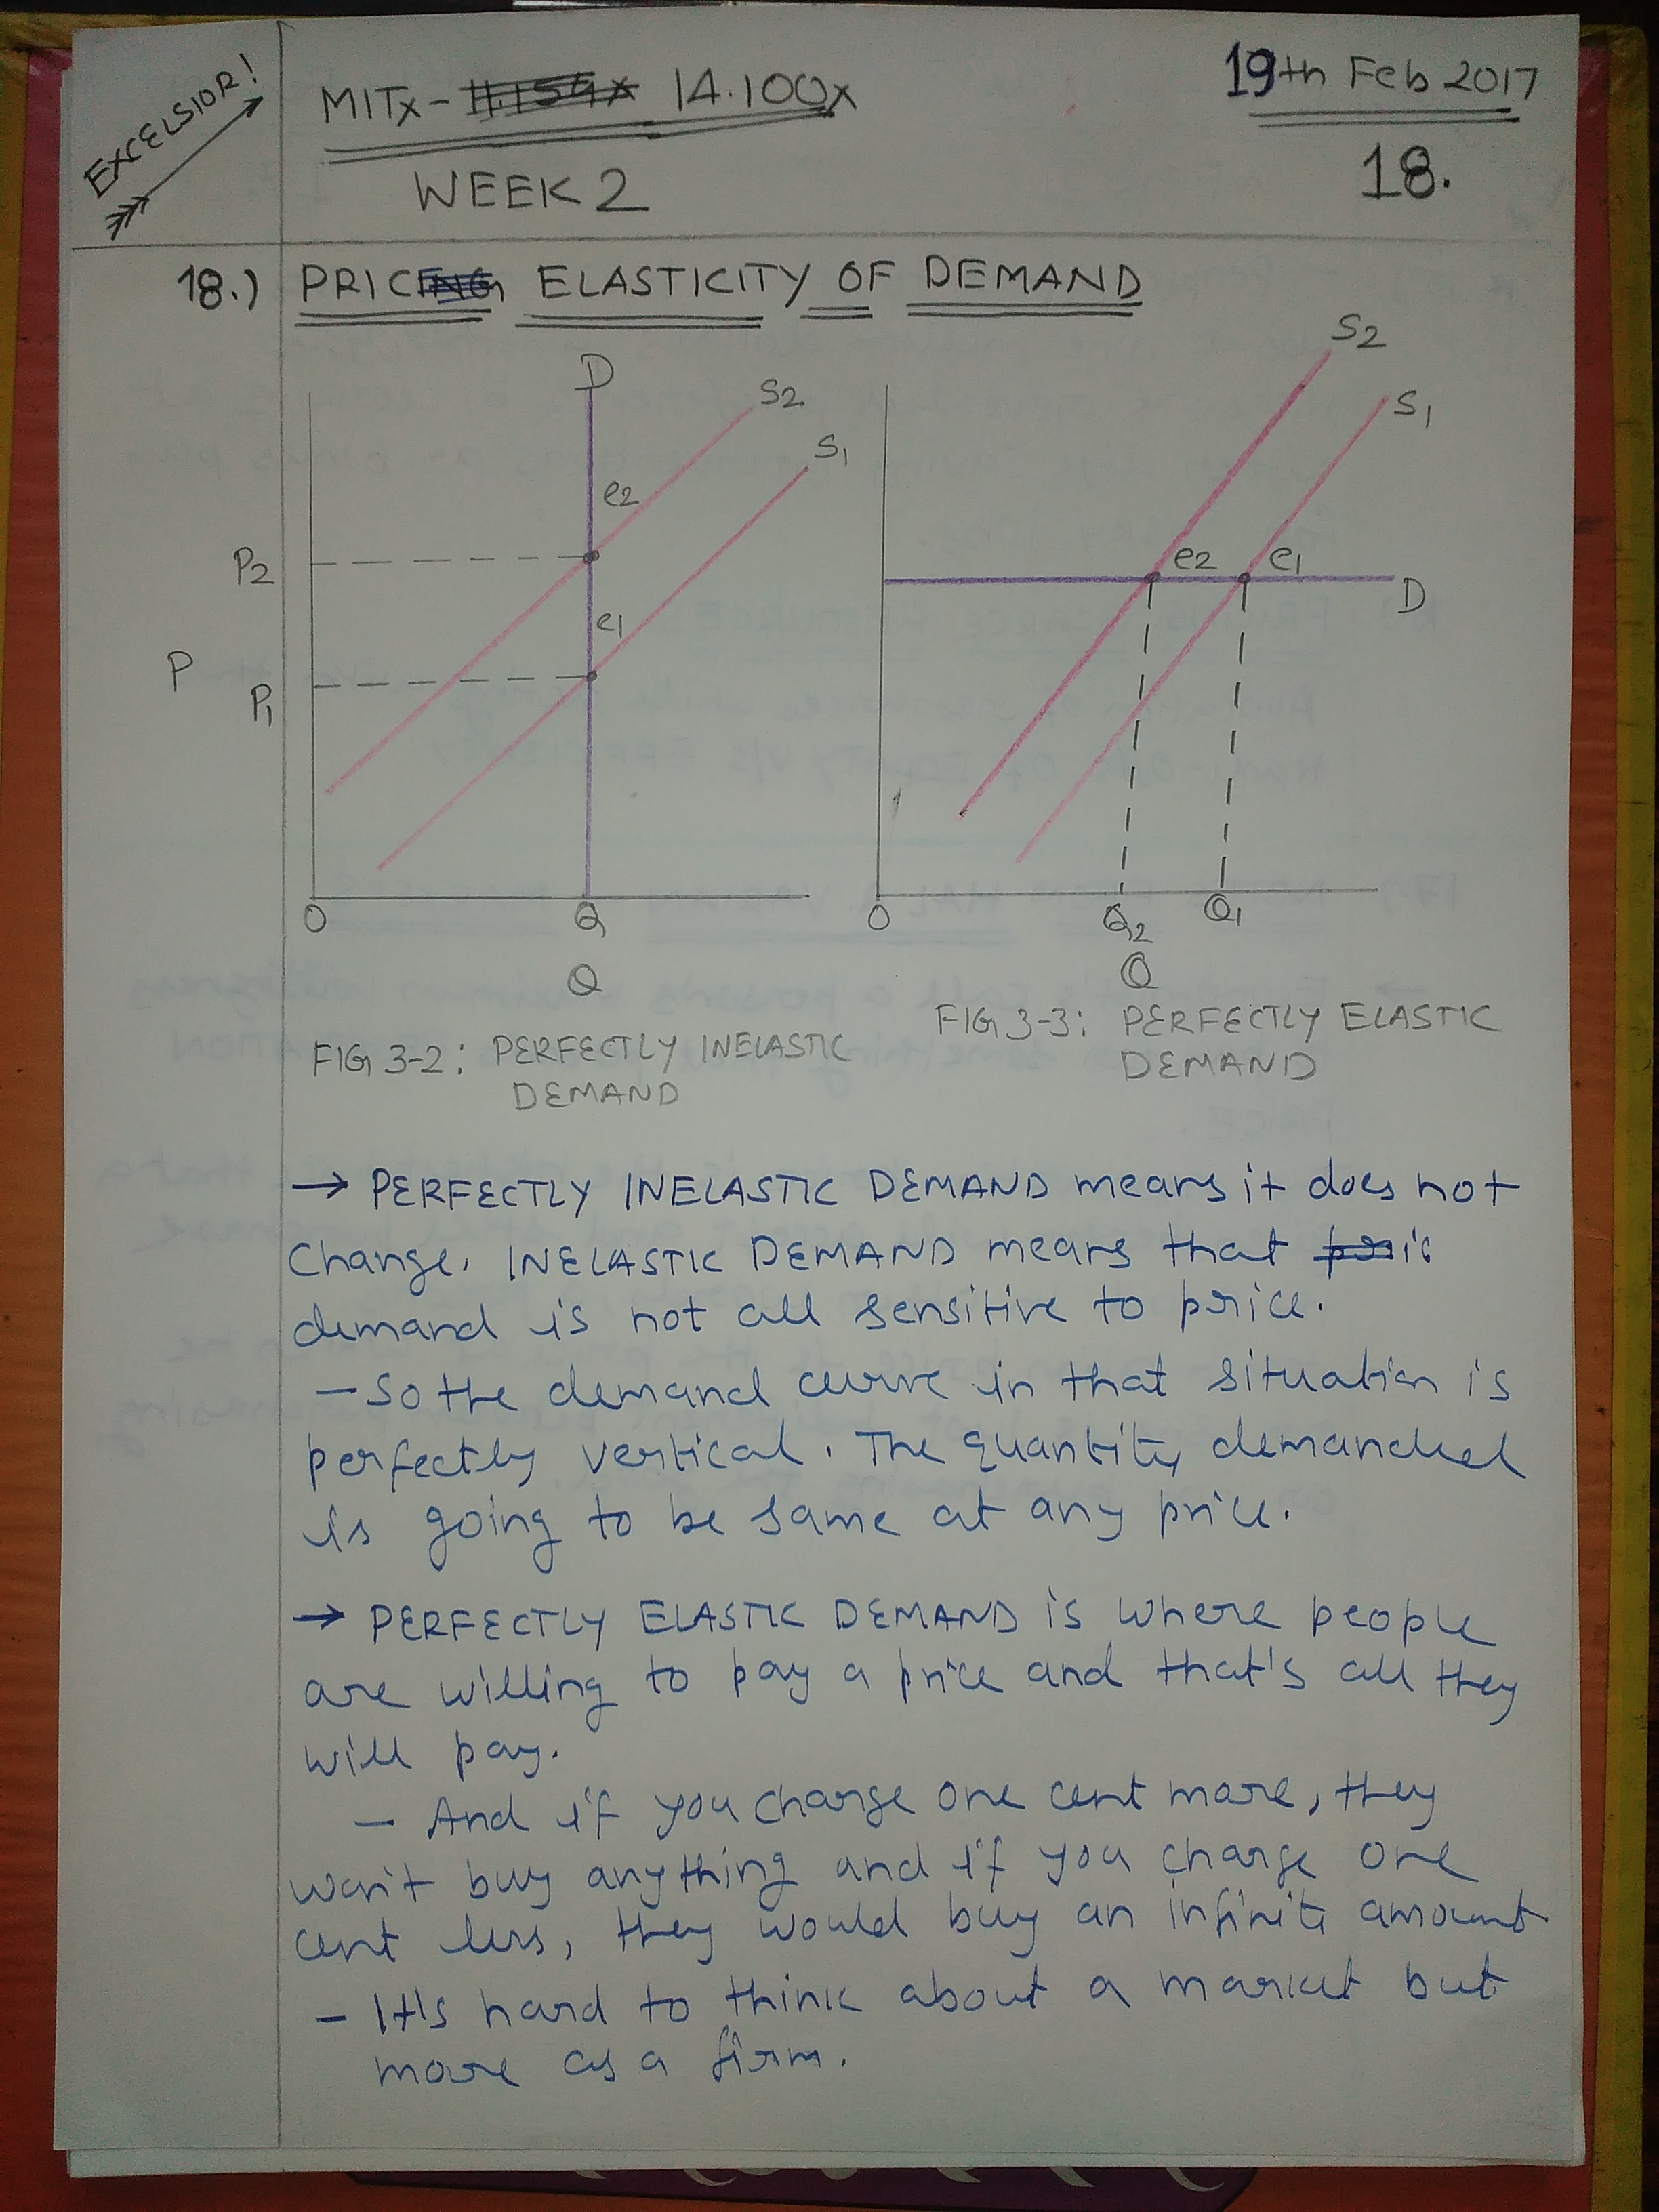 EXCELSIOR!
MITx- 11.154x 14.100x
19th Feb 2017
WEEK 2
18.
18.) PRICE ELASTICITY OF DEMAND
D
S2
S1
e2
P2
e1
P
P1
O
Q
Q
FIG 3-2: PERFECTLY INELASTIC
DEMAND
S2
S1
e2
e1
D
O
Q2
Q1
Q
FIG 3-3: PERFECTLY ELASTIC
DEMAND
→ PERFECTLY INELASTIC DEMAND means it does not
change. INELASTIC DEMAND means that
demand is not all sensitive to price.
- So the demand curve in that situation is
perfectly vertical. The quantity demanded
is going to be same at any price.
→ PERFECTLY ELASTIC DEMAND is where people
are willing to pay a price and that's all they
will pay.
- And if you charge one cent more, they
won't buy anything and if you charge one
cent less, they would buy an infinite amount
- It's hard to think about a market but
more as a firm.